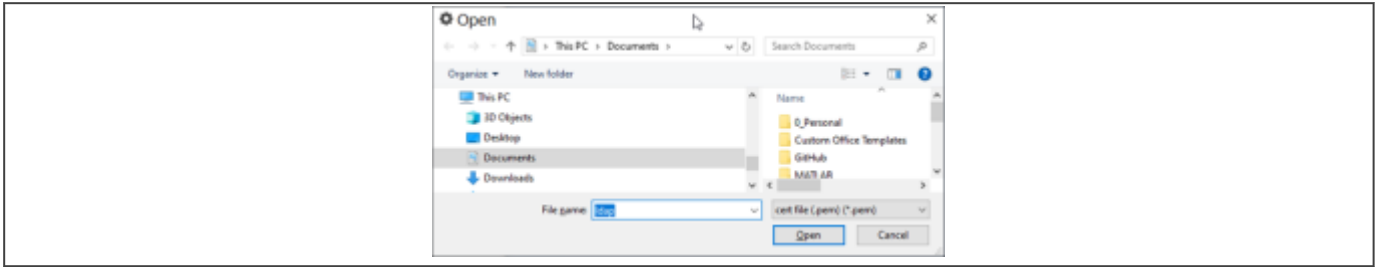 Open
This PC > Documents >
Search Documents
Organize
New folder
This PC
3D Objects
Desktop
Documents
Downloads
Name
0_Personal
Custom Office Templates
GitHub
MATLAB
File name:
ldap
cert file (.pem) (*.pem)
Open
Cancel